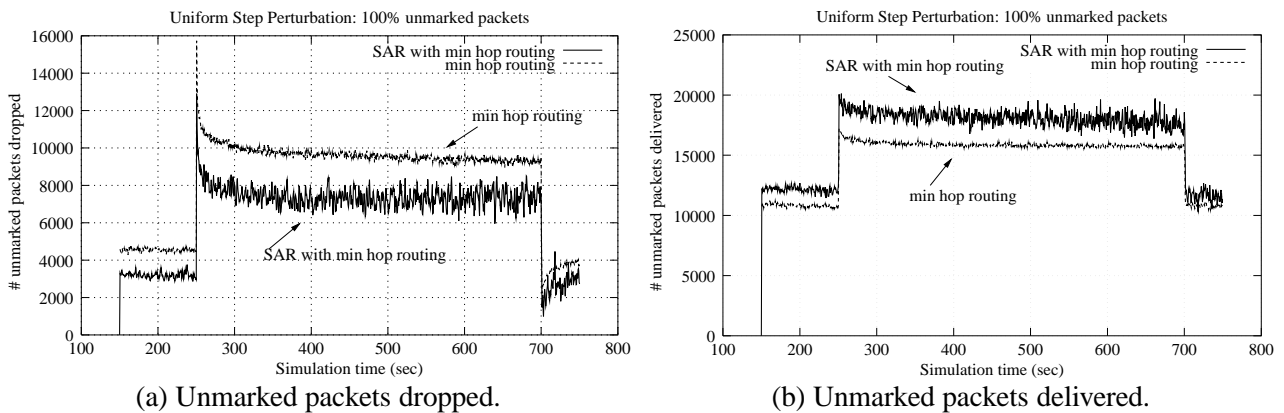 Uniform Step Perturbation: 100% unmarked packets
16000
14000
12000
10000
8000
6000
4000
2000
0
# unmarked packets dropped
SAR with min hop routing
min hop routing
min hop routing
SAR with min hop routing
100 200 300 400 500 600 700 800
Simulation time (sec)
(a) Unmarked packets dropped.
Uniform Step Perturbation: 100% unmarked packets
25000
20000
15000
10000
5000
0
# unmarked packets delivered
SAR with min hop routing
min hop routing
SAR with min hop routing
min hop routing
100 200 300 400 500 600 700 800
Simulation time (sec)
(b) Unmarked packets delivered.